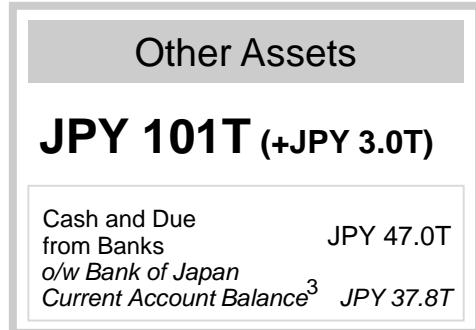 Other Assets
JPY 101T (+JPY 3.0T)
Cash and Due
from Banks JPY 47.0T
o/w Bank of Japan
Current Account Balance3 JPY 37.8T